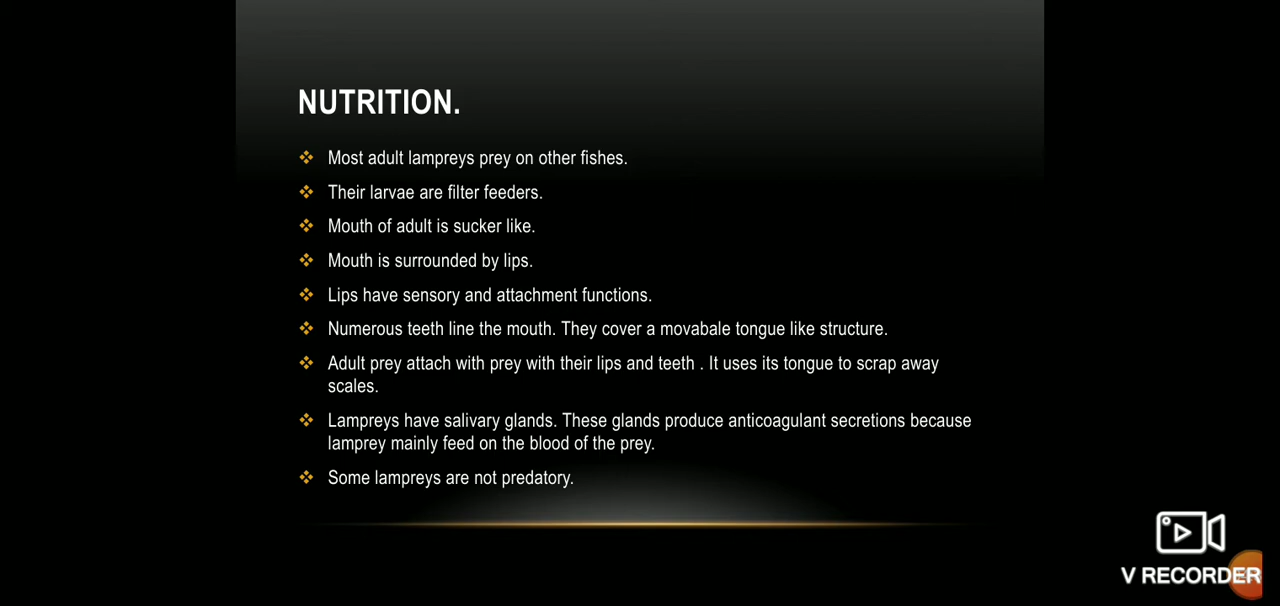 NUTRITION.
Most adult lampreys prey on other fishes.
Their larvae are filter feeders.
Mouth of adult is sucker like.
Mouth is surrounded by lips.
Lips have sensory and attachment functions.
Numerous teeth line the mouth. They cover a movabale tongue like structure.
Adult prey attach with prey with their lips and teeth . It uses its tongue to scrap away
scales.
Lampreys have salivary glands. These glands produce anticoagulant secretions because
lamprey mainly feed on the blood of the prey.
Some lampreys are not predatory.
V RECORDER